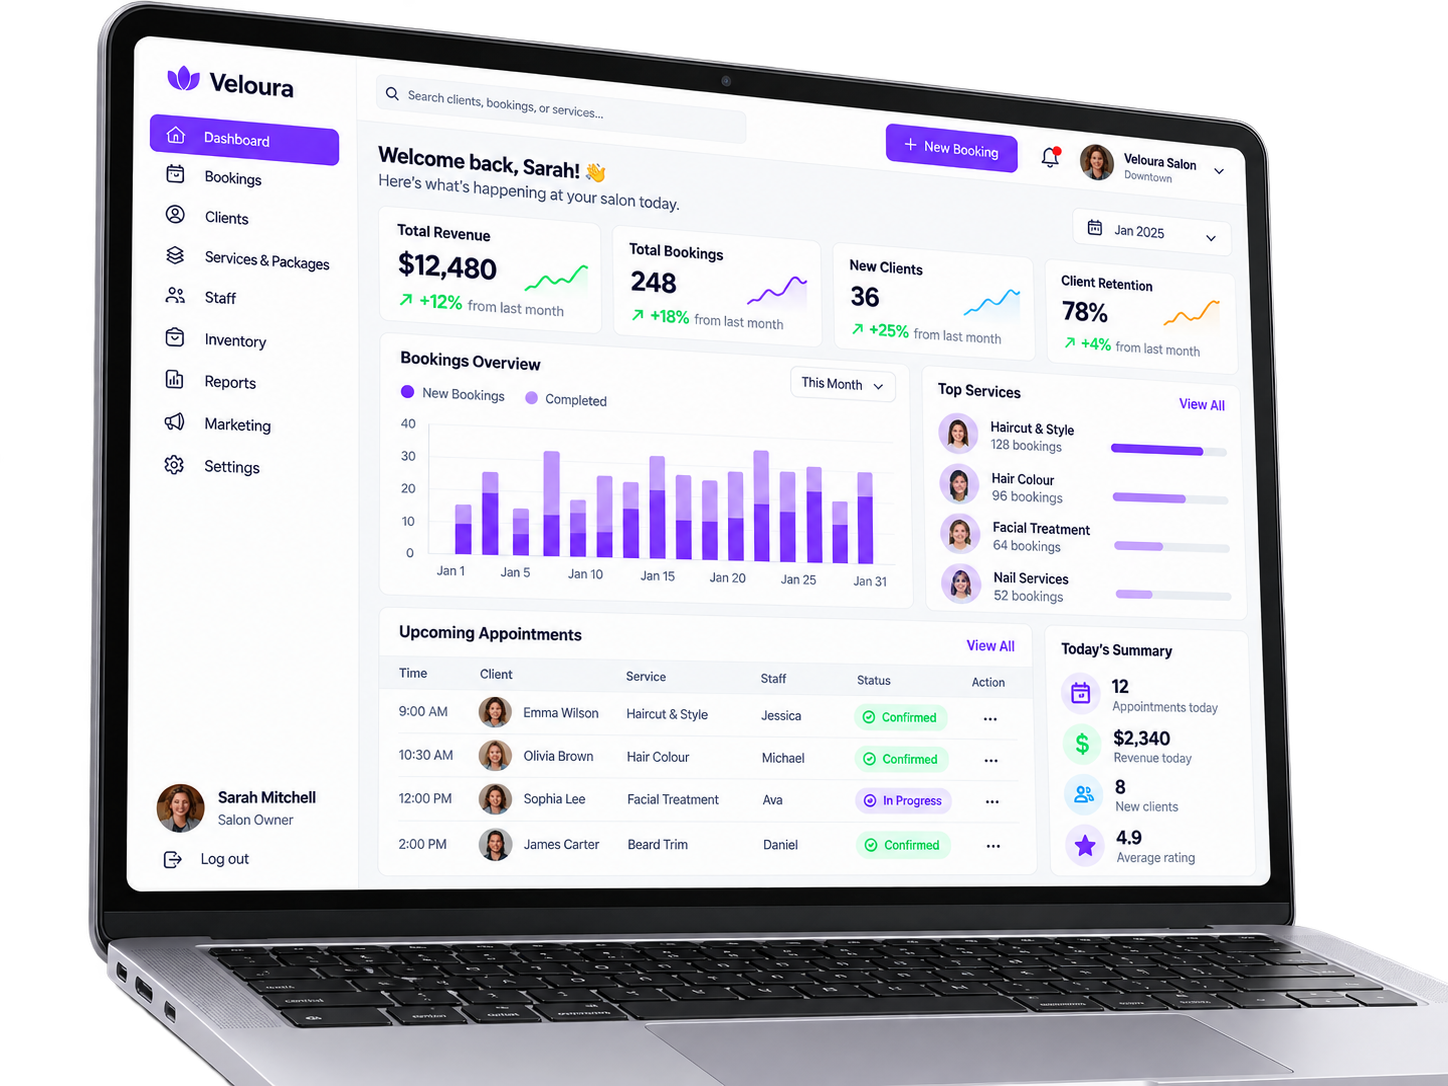 Veloura
Search clients, bookings, or services...
+ New Booking
Veloura Salon
Downtown
Dashboard
Bookings
Clients
Services & Packages
Staff
Inventory
Reports
Marketing
Settings
Sarah Mitchell
Salon Owner
Log out
Welcome back, Sarah! 👋
Here's what's happening at your salon today.
Jan 2025
Total Revenue
$12,480
+12% from last month
Total Bookings
248
+18% from last month
New Clients
36
+25% from last month
Client Retention
78%
+4% from last month
Bookings Overview
This Month
New Bookings Completed
40
30
20
10
0
Jan 1 Jan 5 Jan 10 Jan 15 Jan 20 Jan 25 Jan 31
Top Services
View All
Haircut & Style
128 bookings
Hair Colour
96 bookings
Facial Treatment
64 bookings
Nail Services
52 bookings
Upcoming Appointments
View All
Time Client Service Staff Status Action
9:00 AM Emma Wilson Haircut & Style Jessica Confirmed ...
10:30 AM Olivia Brown Hair Colour Michael Confirmed ...
12:00 PM Sophia Lee Facial Treatment Ava In Progress ...
2:00 PM James Carter Beard Trim Daniel Confirmed ...
Today's Summary
12
Appointments today
$
$2,340
Revenue today
8
New clients
4.9
Average rating